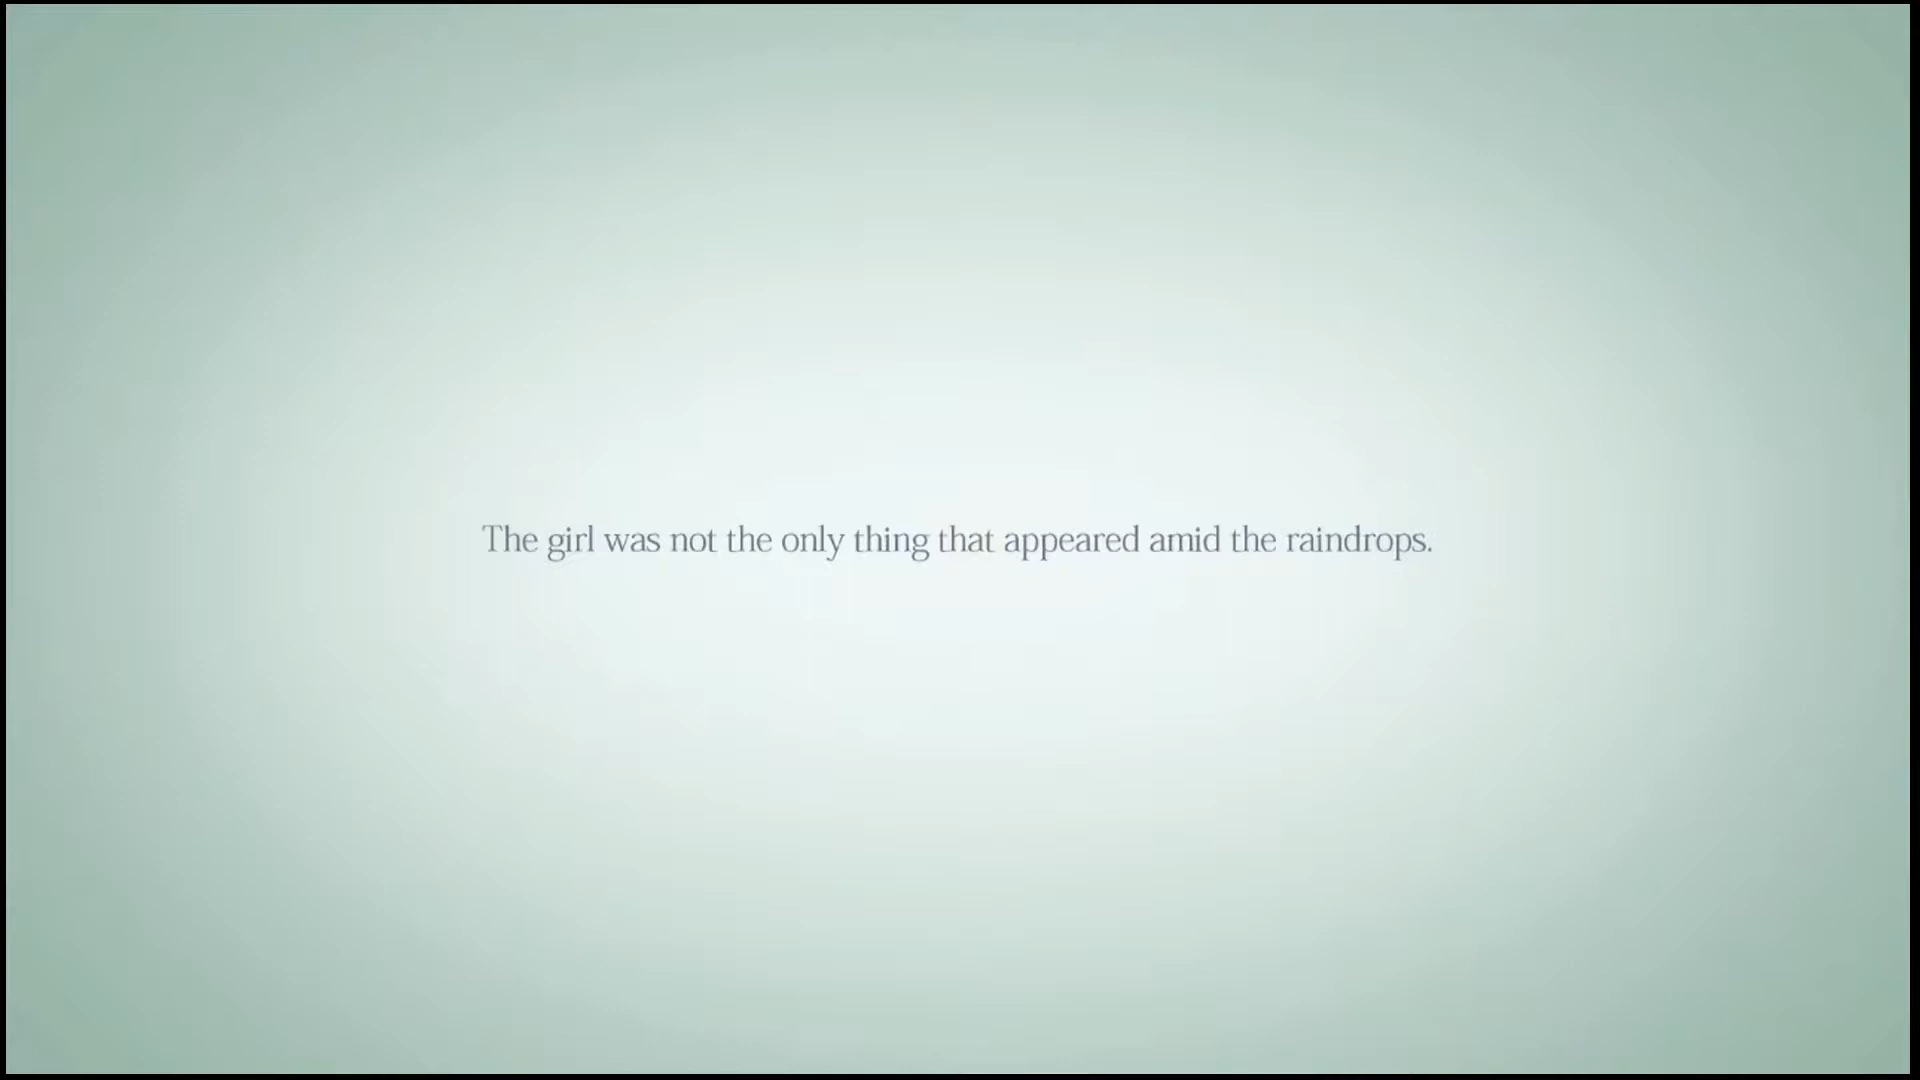 The girl was not the only thing that appeared amid the raindrops.